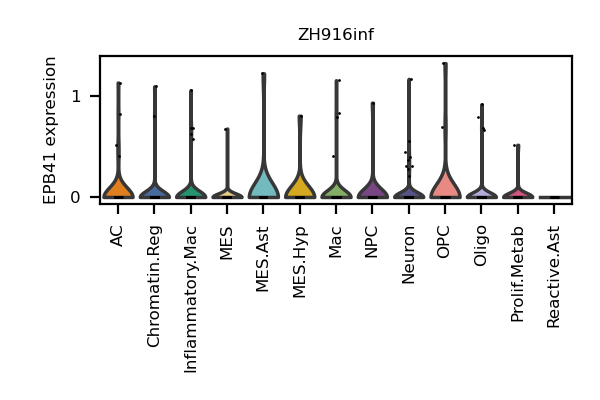 ZH916inf
EPB41 expression
1
0
AC
Chromatin.Reg
Inflammatory.Mac
MES
MES.Ast
MES.Hyp
Mac
NPC
Neuron
OPC
Oligo
Prolif.Metab
Reactive.Ast